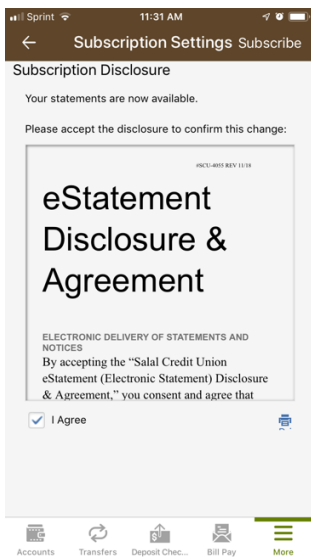 Sprint 11:31 AM
Subscription Settings Subscribe
Subscription Disclosure
Your statements are now available.
Please accept the disclosure to confirm this change:
#SCU-4055 REV 11/18
eStatement
Disclosure &
Agreement
ELECTRONIC DELIVERY OF STATEMENTS AND
NOTICES
By accepting the “Salal Credit Union
eStatement (Electronic Statement) Disclosure
& Agreement,” you consent and agree that
I Agree
Accounts Transfers Deposit Chec... Bill Pay More